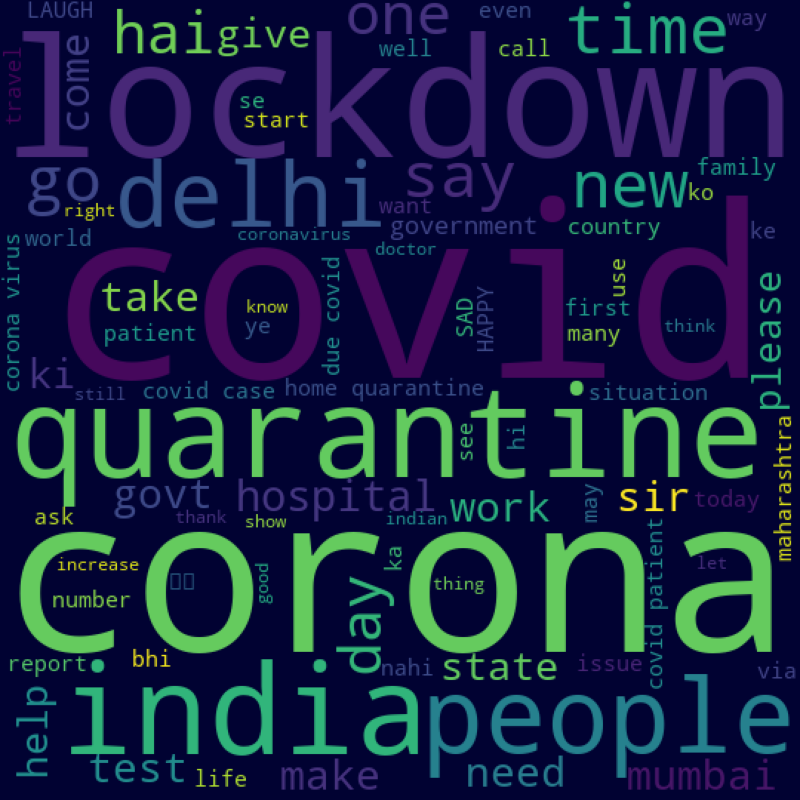 LAUGH
one
even
time
way
hai
give
well
call
travel
come
lockdown
se
start
go
delhi
say
new
family
ko
right
want
government
country
ke
world
coronavirus
doctor
covid
corona virus
take
know
due covid
SAD
HAPPY
first
use
please
patient
ye
many
think
ki
still
covid case
home quarantine
situation
quarantine
see
hi
maharashtra
govt
hospital
work
may
sir
today
ask
thank
show
indian
corona
increase
good
ka
thing
covid patient
let
number
day
report
bhi
nahi
state
issue
via
help
india
people
test
life
make
need
mumbai